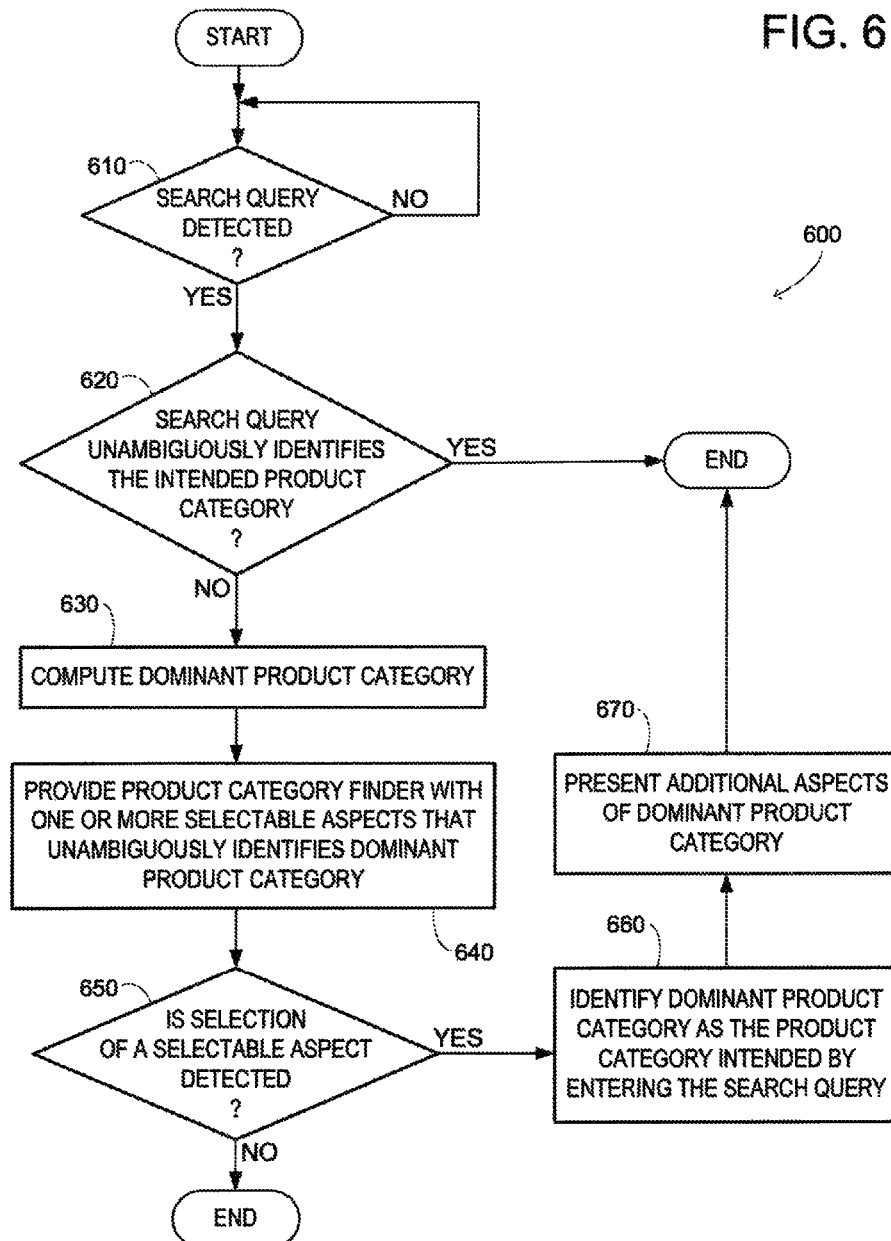 FIG. 6
START
610
SEARCH QUERY
DETECTED
?
NO
YES
600
620
SEARCH QUERY
UNAMBIGUOUSLY IDENTIFIES
THE INTENDED PRODUCT
CATEGORY
?
YES
END
NO
630
COMPUTE DOMINANT PRODUCT CATEGORY
PROVIDE PRODUCT CATEGORY FINDER WITH
ONE OR MORE SELECTABLE ASPECTS THAT
UNAMBIGUOUSLY IDENTIFIES DOMINANT
PRODUCT CATEGORY
640
650
IS SELECTION
OF A SELECTABLE ASPECT
DETECTED
?
YES
NO
END
660
IDENTIFY DOMINANT PRODUCT
CATEGORY AS THE PRODUCT
CATEGORY INTENDED BY
ENTERING THE SEARCH QUERY
670
PRESENT ADDITIONAL ASPECTS
OF DOMINANT PRODUCT
CATEGORY